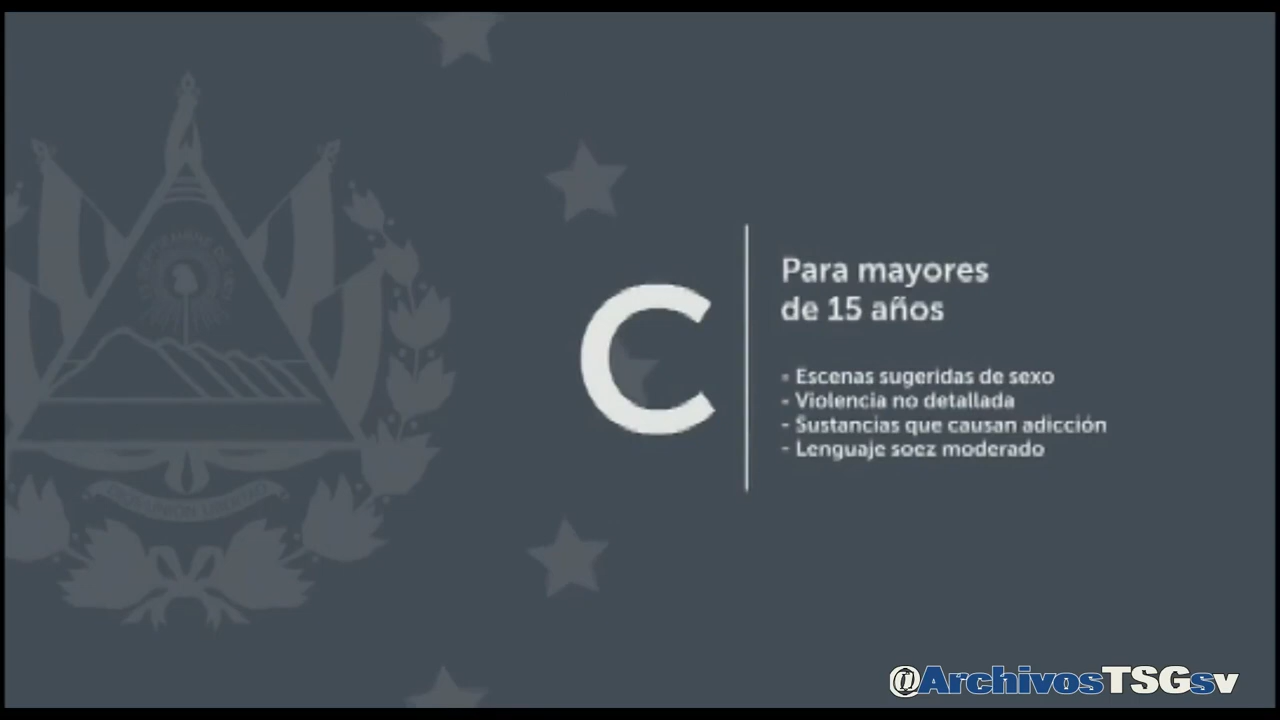 C
Para mayores
de 15 años
- Escenas sugeridas de sexo
- Violencia no detallada
- Sustancias que causan adicción
- Lenguaje soez moderado
@ArchivosTSGsv